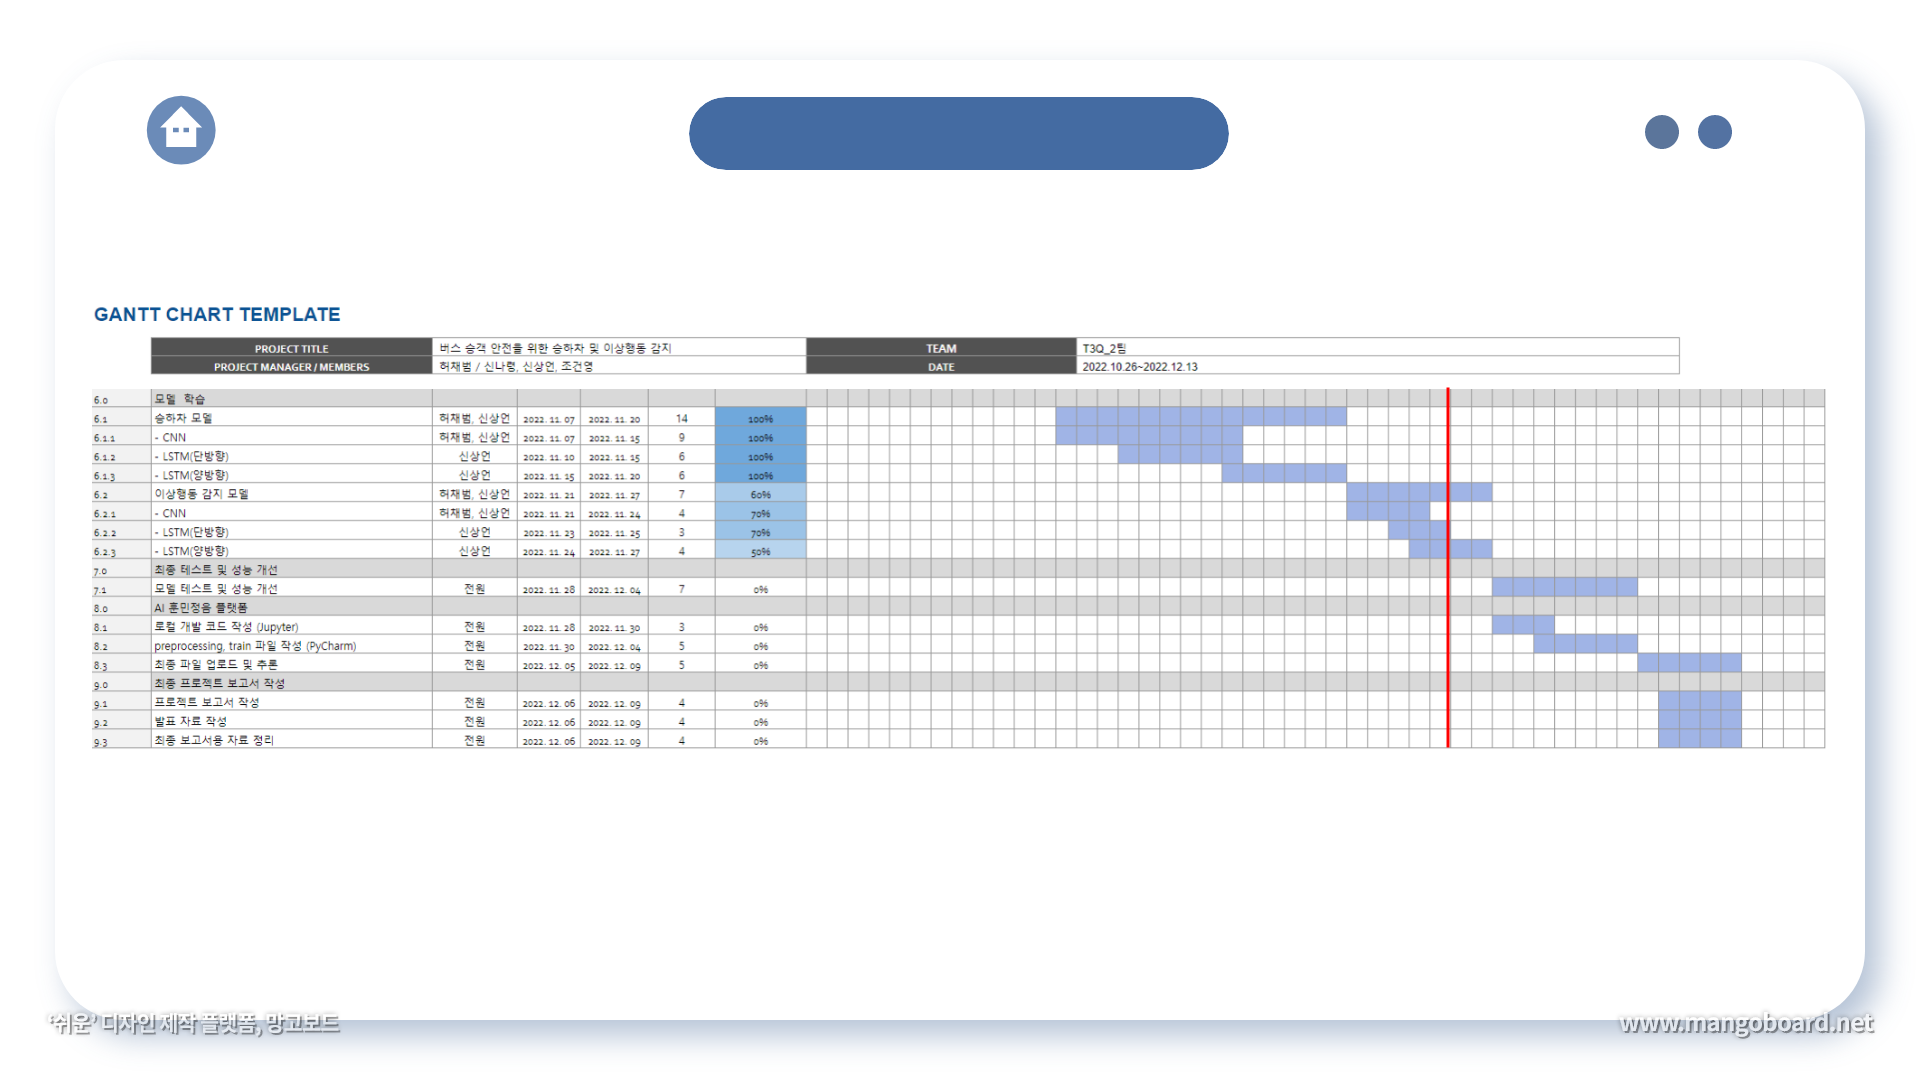 GANTT CHART TEMPLATE
PROJECT TITLE 버스 승객 안전을 위한 승하차 및 이상행동 감지 TEAM T3Q_2팀
PROJECT MANAGER / MEMBERS 허재범 / 신나령, 신상언, 조건영 DATE 2022.10.26~2022.12.13
6.0 모델 학습
6.1 승하차 모델 허재범, 신상언 2022. 11. 07 2022. 11. 20 14 100%
6.1.1 - CNN 허재범, 신상언 2022. 11. 07 2022. 11. 15 9 100%
6.1.2 - LSTM(단방향) 신상언 2022. 11. 10 2022. 11. 15 6 100%
6.1.3 - LSTM(양방향) 신상언 2022. 11. 15 2022. 11. 20 6 100%
6.2 이상행동 감지 모델 허재범, 신상언 2022. 11. 21 2022. 11. 27 7 60%
6.2.1 - CNN 허재범, 신상언 2022. 11. 21 2022. 11. 24 4 70%
6.2.2 - LSTM(단방향) 신상언 2022. 11. 23 2022. 11. 25 3 70%
6.2.3 - LSTM(양방향) 신상언 2022. 11. 24 2022. 11. 27 4 50%
7.0 최종 테스트 및 성능 개선
7.1 모델 테스트 및 성능 개선 전원 2022. 11. 28 2022. 12. 04 7 0%
8.0 AI 훈민정음 플랫폼
8.1 로컬 개발 코드 작성 (Jupyter) 전원 2022. 11. 28 2022. 11. 30 3 0%
8.2 preprocessing, train 파일 작성 (PyCharm) 전원 2022. 11. 30 2022. 12. 04 5 0%
8.3 최종 파일 업로드 및 추론 전원 2022. 12. 05 2022. 12. 09 5 0%
9.0 최종 프로젝트 보고서 작성
9.1 프로젝트 보고서 작성 전원 2022. 12. 06 2022. 12. 09 4 0%
9.2 발표 자료 작성 전원 2022. 12. 06 2022. 12. 09 4 0%
9.3 최종 보고서용 자료 정리 전원 2022. 12. 06 2022. 12. 09 4 0%
'쉬운' 디자인 제작 플랫폼, 망고보드 www.mangoboard.net